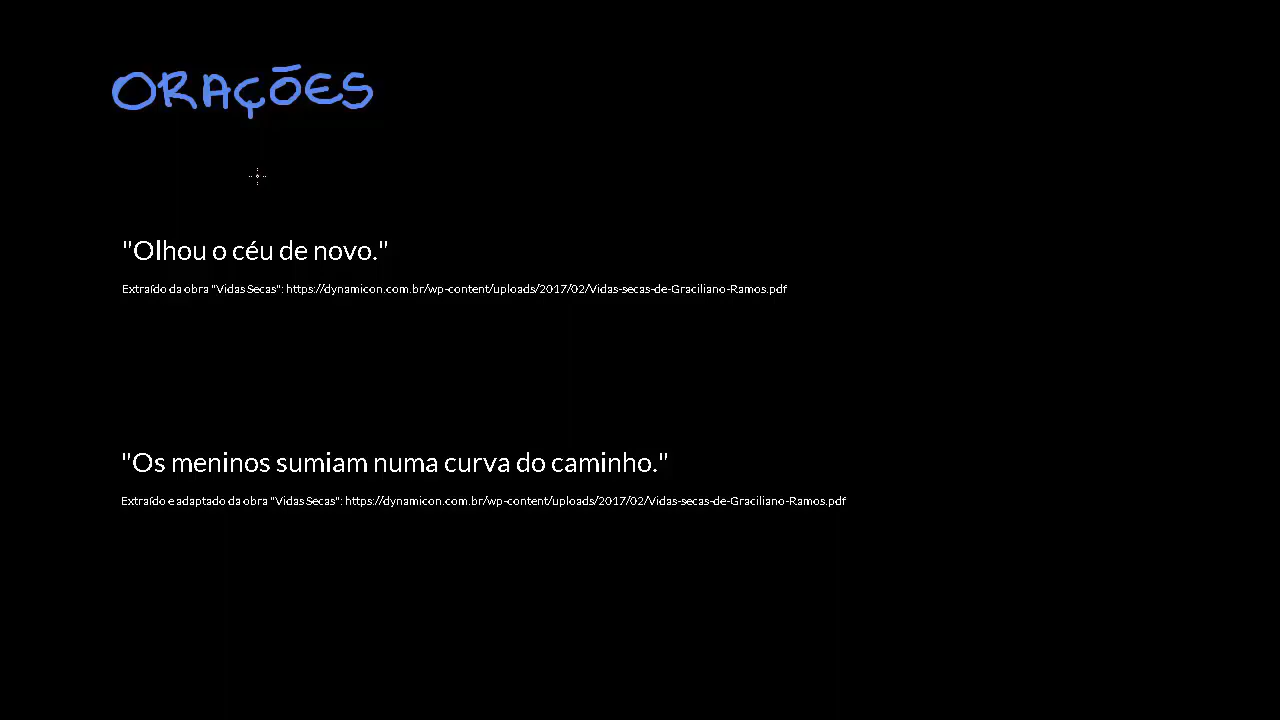 ORAÇÕES
"Olhou o céu de novo."
Extraído da obra "Vidas Secas": https://dynamicon.com.br/wp-content/uploads/2017/02/Vidas-secas-de-Graciliano-Ramos.pdf
"Os meninos sumiam numa curva do caminho."
Extraído e adaptado da obra "Vidas Secas": https://dynamicon.com.br/wp-content/uploads/2017/02/Vidas-secas-de-Graciliano-Ramos.pdf